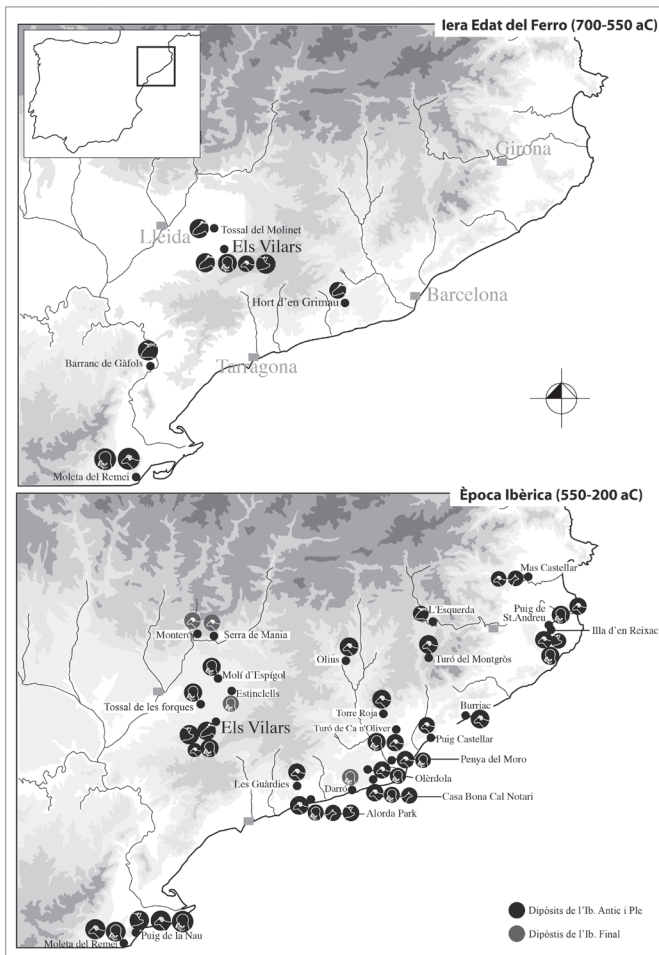 Iera Edat del Ferro (700-550 aC)
Girona
Lleida
Tossal del Molinet
Els Vilars
Hort d'en Grimau
Barcelona
Barranc de Gàfols
Tarragona
Moleta del Remei
Època Ibèrica (550-200 aC)
Mas Castellar
L'Esquerda
Puig de
St.Andreu
Illa d'en Reixac
Monteró
Serra de Mania
Olius
Turó del Montgròs
Molí d'Espígol
Estinclells
Tossal de les forques
Els Vilars
Torre Roja
Burriac
Turó de Ca n'Oliver
Puig Castellar
Penya del Moro
Les Guàrdies
Olèrdola
Darró
Casa Bona Cal Notari
Alorda Park
Puig de la Nau
Moleta del Remei
Dipòsits de l'Ib. Antic i Ple
Dipòstis de l'Ib. Final